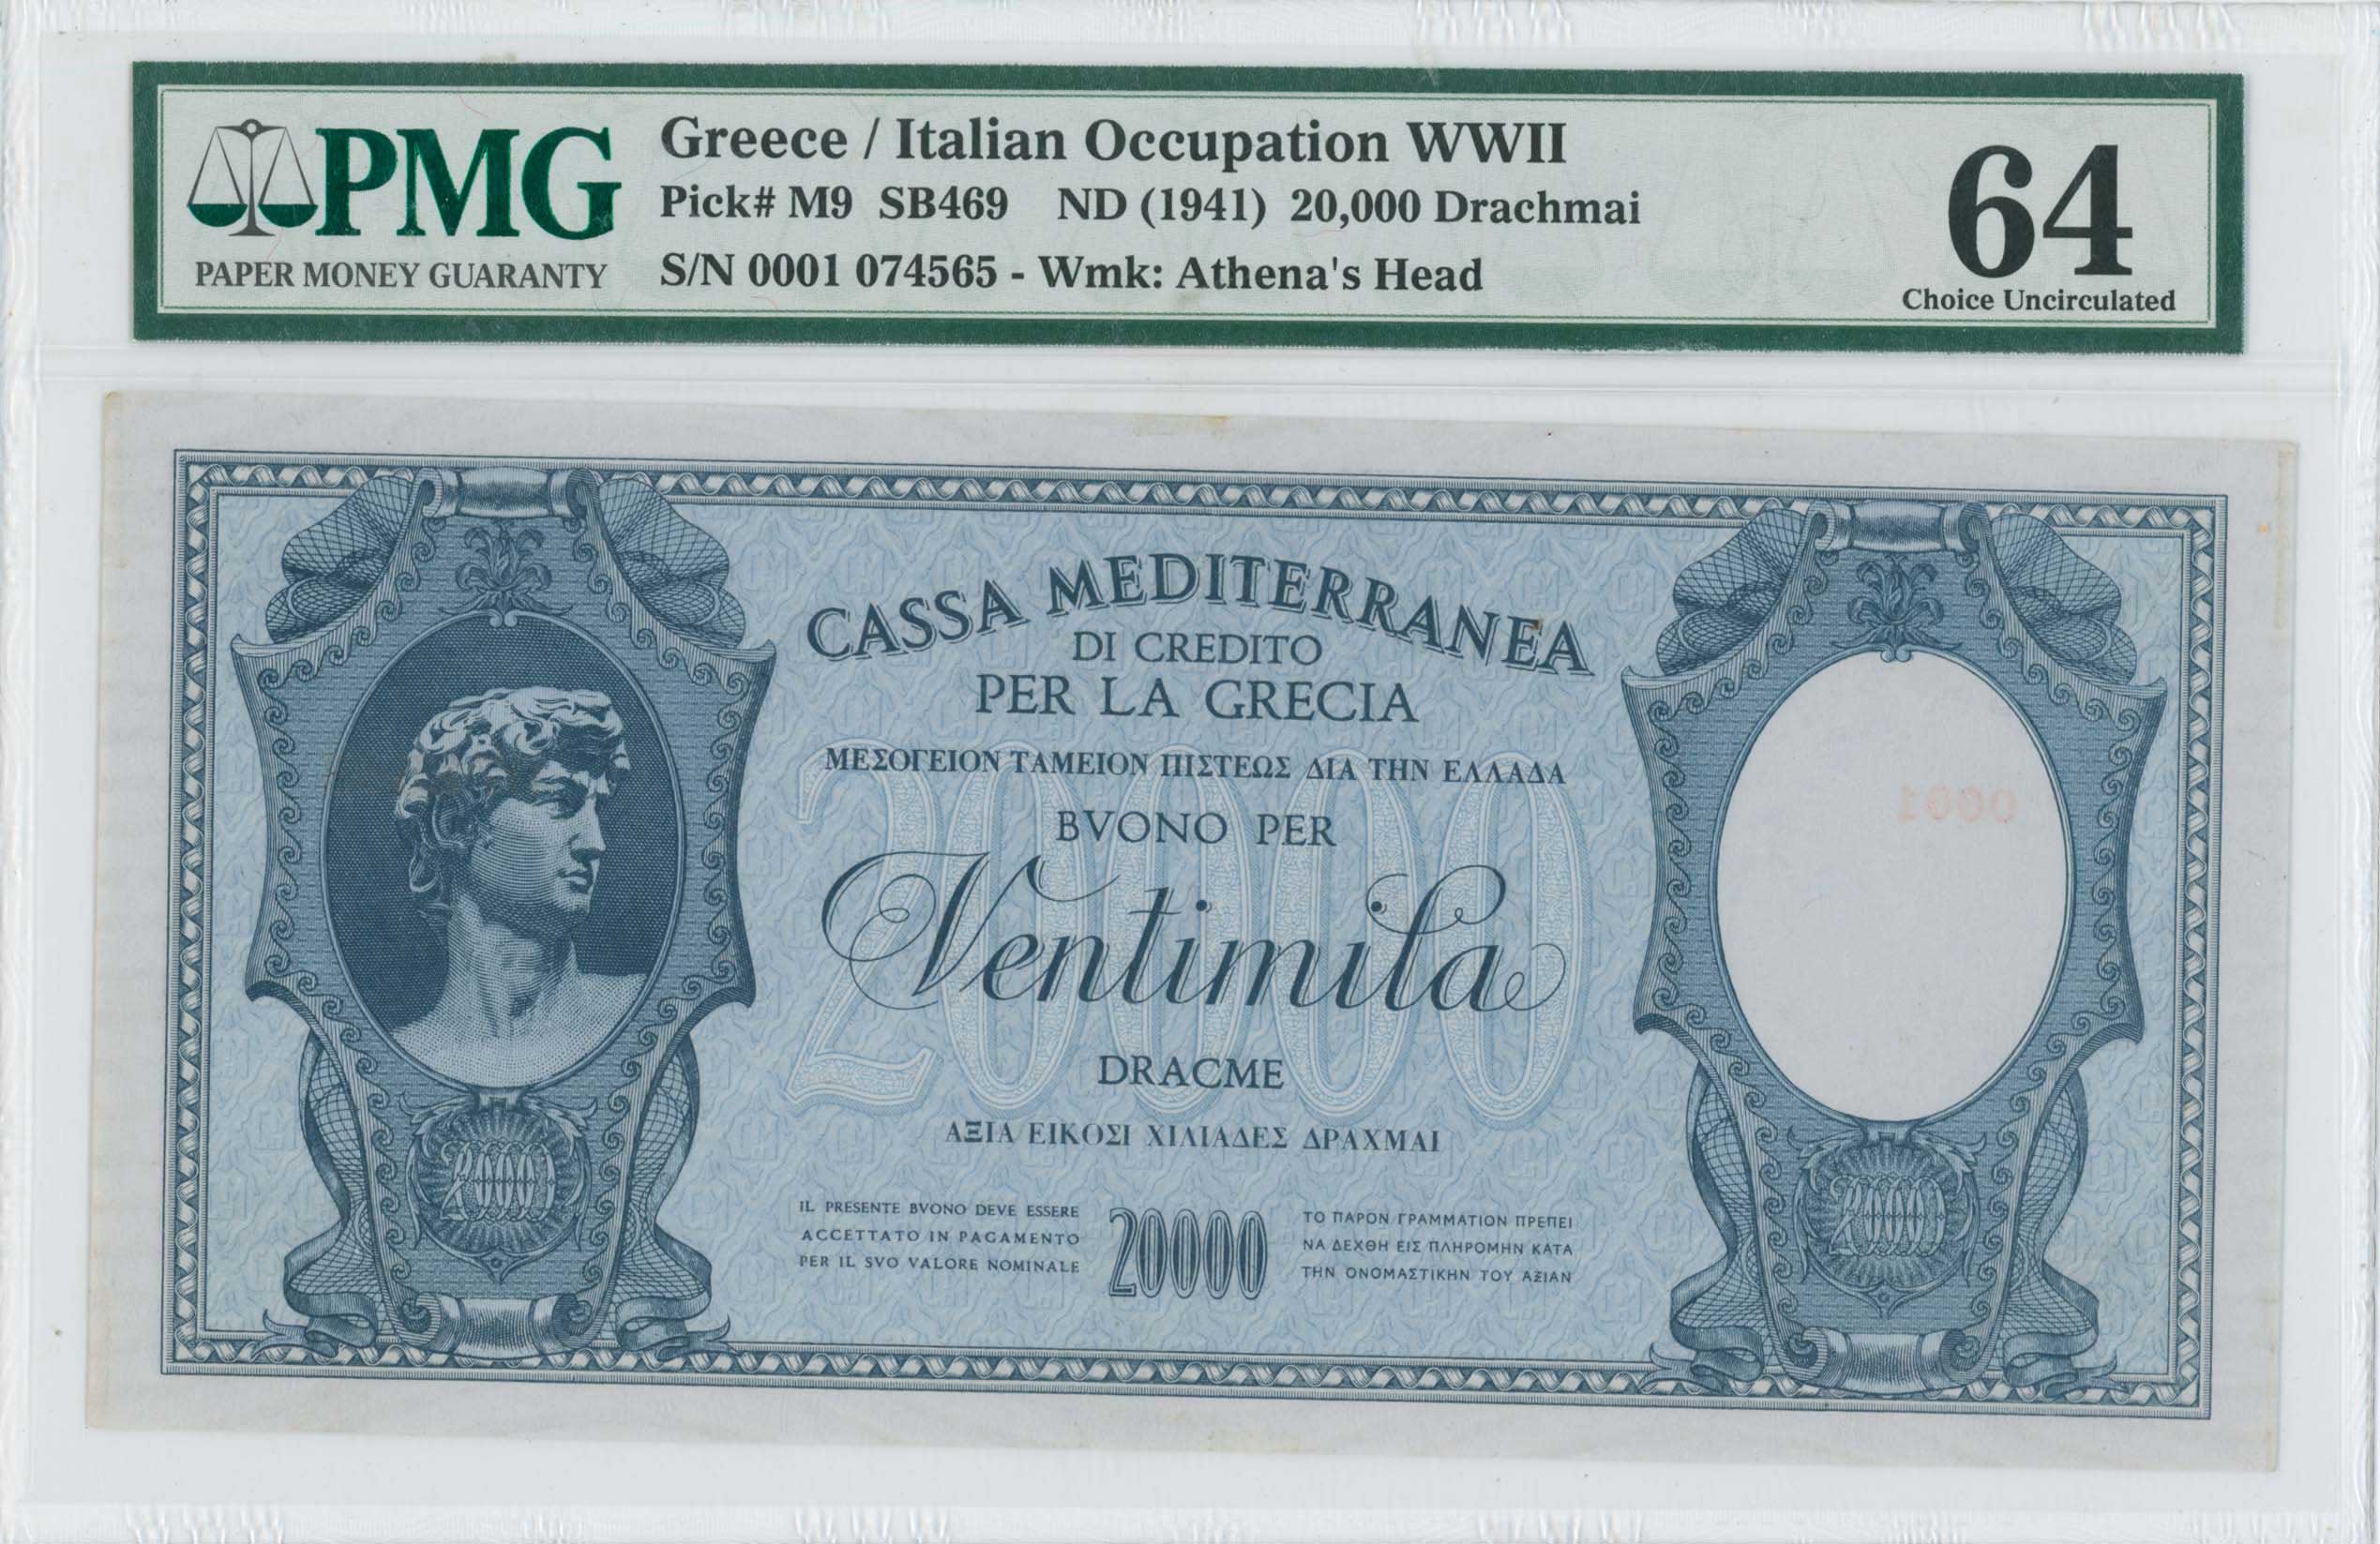 PMG
PAPER MONEY GUARANTY
Greece / Italian Occupation WWII
Pick# M9 SB469 ND (1941) 20,000 Drachmai
S/N 0001 074565 - Wmk: Athena's Head
64
Choice Uncirculated
CASSA MEDITERRANEA
DI CREDITO
PER LA GRECIA
ΜΕΣΟΓΕΙΟΝ ΤΑΜΕΙΟΝ ΠΙΣΤΕΩΣ ΔΙΑ ΤΗΝ ΕΛΛΑΔΑ
20000
BVONO PER
0001
Ventimila
DRACME
ΑΞΙΑ ΕΙΚΟΣΙ ΧΙΛΙΑΔΕΣ ΔΡΑΧΜΑΙ
20000
20000
IL PRESENTE BVONO DEVE ESSERE
ACCETTATO IN PAGAMENTO
PER IL SVO VALORE NOMINALE
20000
ΤΟ ΠΑΡΟΝ ΓΡΑΜΜΑΤΙΟΝ ΠΡΕΠΕΙ
ΝΑ ΔΕΧΘΗ ΕΙΣ ΠΛΗΡΟΜΗΝ ΚΑΤΑ
ΤΗΝ ΟΝΟΜΑΣΤΙΚΗΝ ΤΟΥ ΑΞΙΑΝ